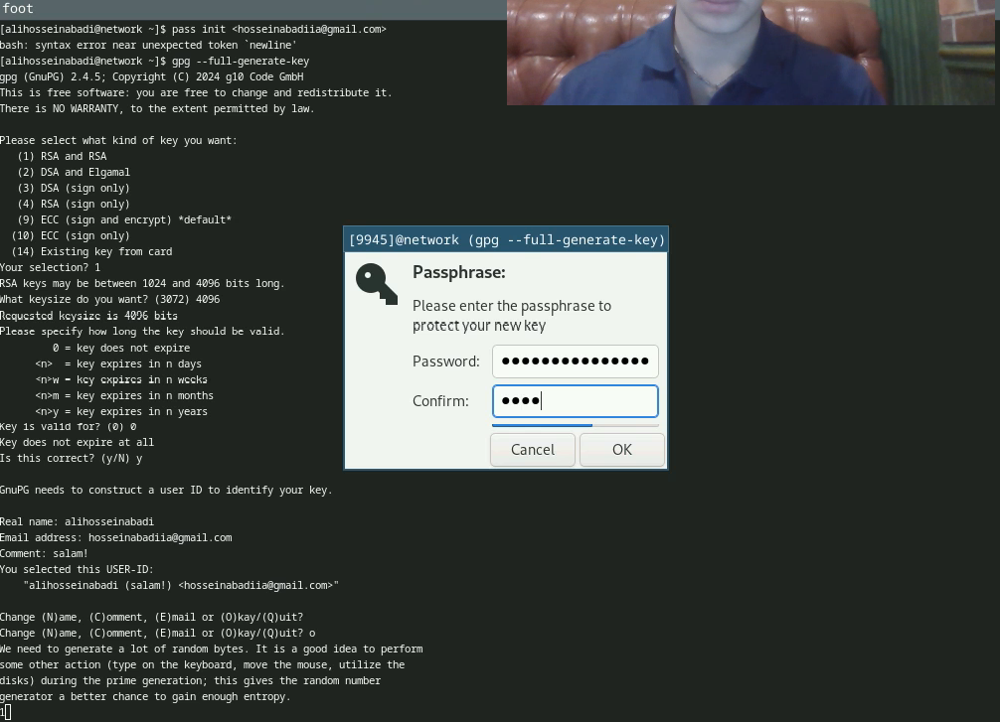 foot
[alihosseinabadi@network ~]$ pass init <hosseinabadiia@gmail.com>
bash: syntax error near unexpected token `newline'
[alihosseinabadi@network ~]$ gpg --full-generate-key
gpg (GnuPG) 2.4.5; Copyright (C) 2024 g10 Code GmbH
This is free software: you are free to change and redistribute it.
There is NO WARRANTY, to the extent permitted by law.
Please select what kind of key you want:
(1) RSA and RSA
(2) DSA and Elgamal
(3) DSA (sign only)
(4) RSA (sign only)
(9) ECC (sign and encrypt) *default*
(10) ECC (sign only)
(14) Existing key from card
Your selection? 1
RSA keys may be between 1024 and 4096 bits long.
What keysize do you want? (3072) 4096
Requested keysize is 4096 bits
Please specify how long the key should be valid.
0 = key does not expire
<n> = key expires in n days
<n>w = key expires in n weeks
<n>m = key expires in n months
<n>y = key expires in n years
Key is valid for? (0) 0
Key does not expire at all
Is this correct? (y/N) y
GnuPG needs to construct a user ID to identify your key.
Real name: alihosseinabadi
Email address: hosseinabadiia@gmail.com
Comment: salam!
You selected this USER-ID:
"alihosseinabadi (salam!) <hosseinabadiia@gmail.com>"
Change (N)ame, (C)omment, (E)mail or (O)kay/(Q)uit?
Change (N)ame, (C)omment, (E)mail or (O)kay/(Q)uit? o
We need to generate a lot of random bytes. It is a good idea to perform
some other action (type on the keyboard, move the mouse, utilize the
disks) during the prime generation; this gives the random number
generator a better chance to gain enough entropy.
[9945]@network (gpg --full-generate-key)
Passphrase:
Please enter the passphrase to
protect your new key
Password: ●●●●●●●●●●●●●●●
Confirm: ●●●●
Cancel OK